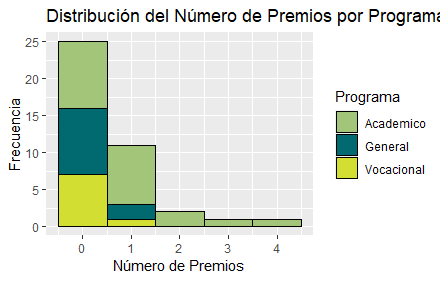 Distribución del Número de Premios por Programa
Frecuencia
25
20
15
10
5
0
0 1 2 3 4
Número de Premios
Programa
Academico
General
Vocacional